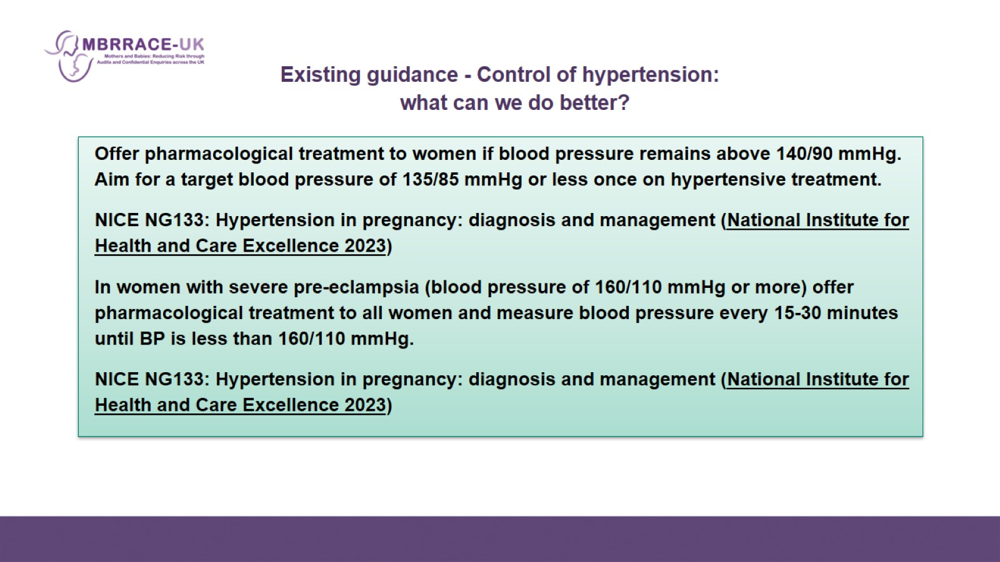 MBRRACE-UK
Mothers and Babies: Reducing Risk through
Audits and Confidential Enquiries across the UK
Existing guidance - Control of hypertension:
what can we do better?
Offer pharmacological treatment to women if blood pressure remains above 140/90 mmHg.
Aim for a target blood pressure of 135/85 mmHg or less once on hypertensive treatment.
NICE NG133: Hypertension in pregnancy: diagnosis and management (National Institute for
Health and Care Excellence 2023)
In women with severe pre-eclampsia (blood pressure of 160/110 mmHg or more) offer
pharmacological treatment to all women and measure blood pressure every 15-30 minutes
until BP is less than 160/110 mmHg.
NICE NG133: Hypertension in pregnancy: diagnosis and management (National Institute for
Health and Care Excellence 2023)